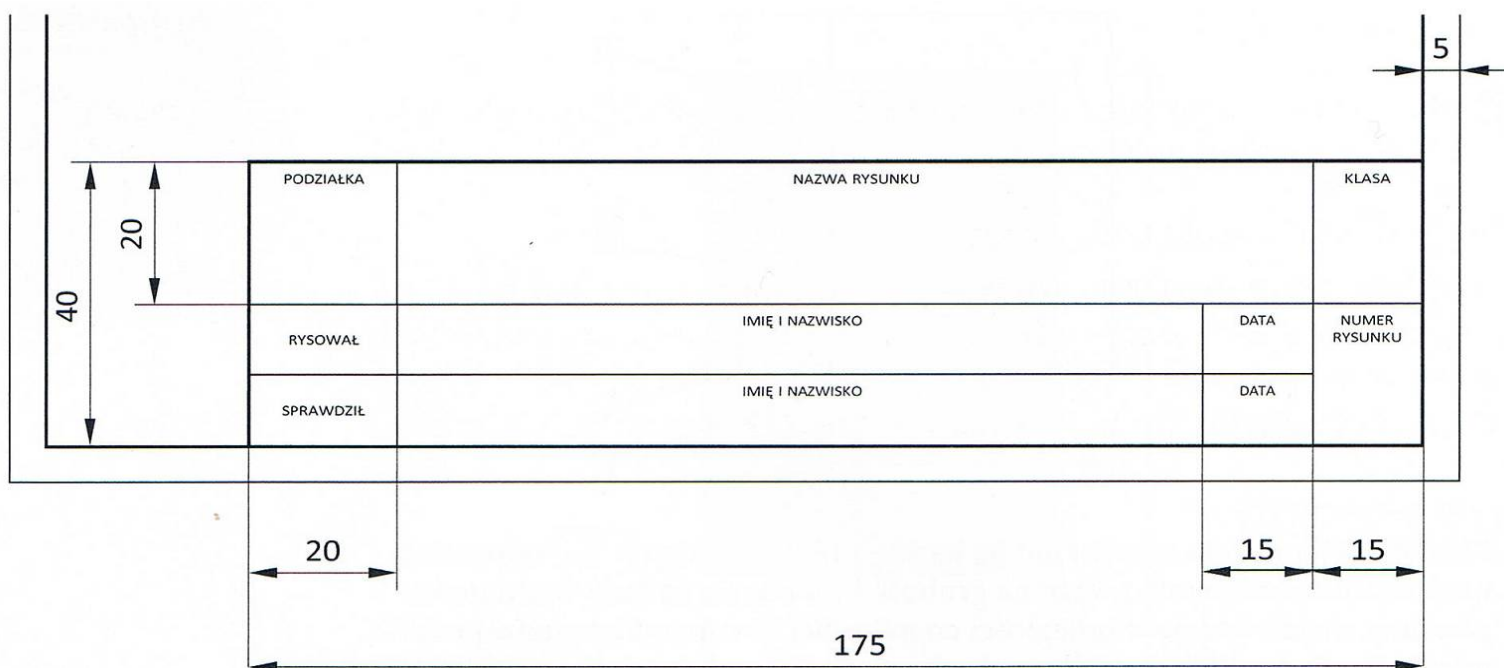 5
PODZIAŁKA
NAZWA RYSUNKU
KLASA
20
40
RYSOWAŁ
IMIĘ I NAZWISKO
DATA
NUMER
RYSUNKU
SPRAWDZIŁ
IMIĘ I NAZWISKO
DATA
20
15
15
175